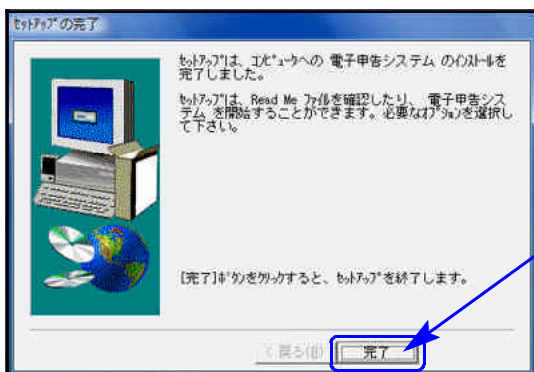 ｾｯﾄｱｯﾌﾟの完了
ｾｯﾄｱｯﾌﾟは、ｺﾝﾋﾟｭｰﾀへの 電子申告システム のｲﾝｽﾄｰﾙを
完了しました。
ｾｯﾄｱｯﾌﾟは、Read Me ﾌｧｲﾙを確認したり、 電子申告シス
テム を開始することができます。必要なｵﾌﾟｼｮﾝを選択し
て下さい。
[完了]ﾎﾞﾀﾝをｸﾘｯｸすると、ｾｯﾄｱｯﾌﾟを終了します。
< 戻る(B)
完了